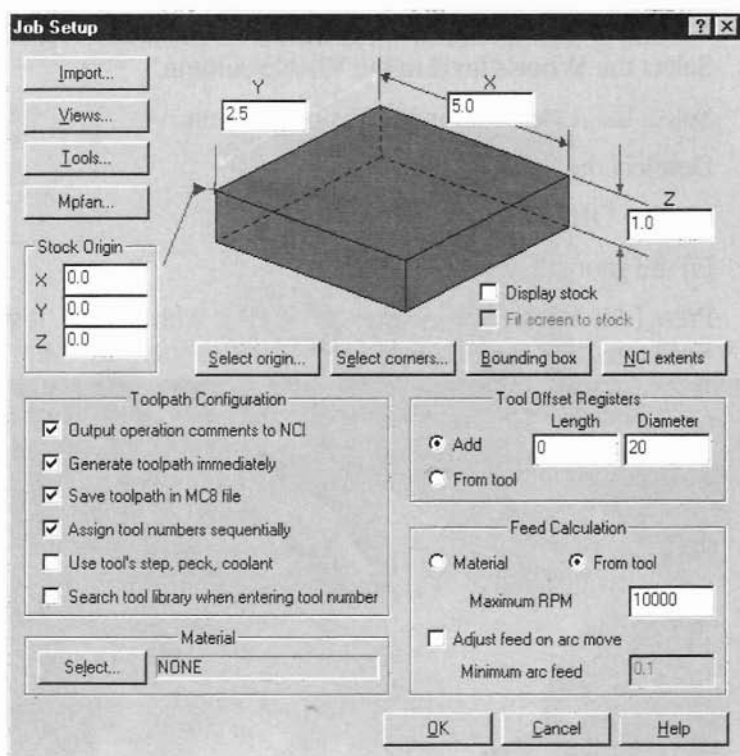 Job Setup
Import...
Views...
Tools...
Mpfan...
Y
2.5
X
5.0
Z
1.0
Stock Origin
X 0.0
Y 0.0
Z 0.0
Display stock
Fit screen to stock
Select origin...
Select corners...
Bounding box
NCI extents
Toolpath Configuration
Output operation comments to NCI
Generate toolpath immediately
Save toolpath in MC8 file
Assign tool numbers sequentially
Use tool's step, peck, coolant
Search tool library when entering tool number
Material
Select... NONE
Tool Offset Registers
Length Diameter
Add 0 20
From tool
Feed Calculation
Material From tool
Maximum RPM 10000
Adjust feed on arc move
Minimum arc feed 0.1
OK Cancel Help